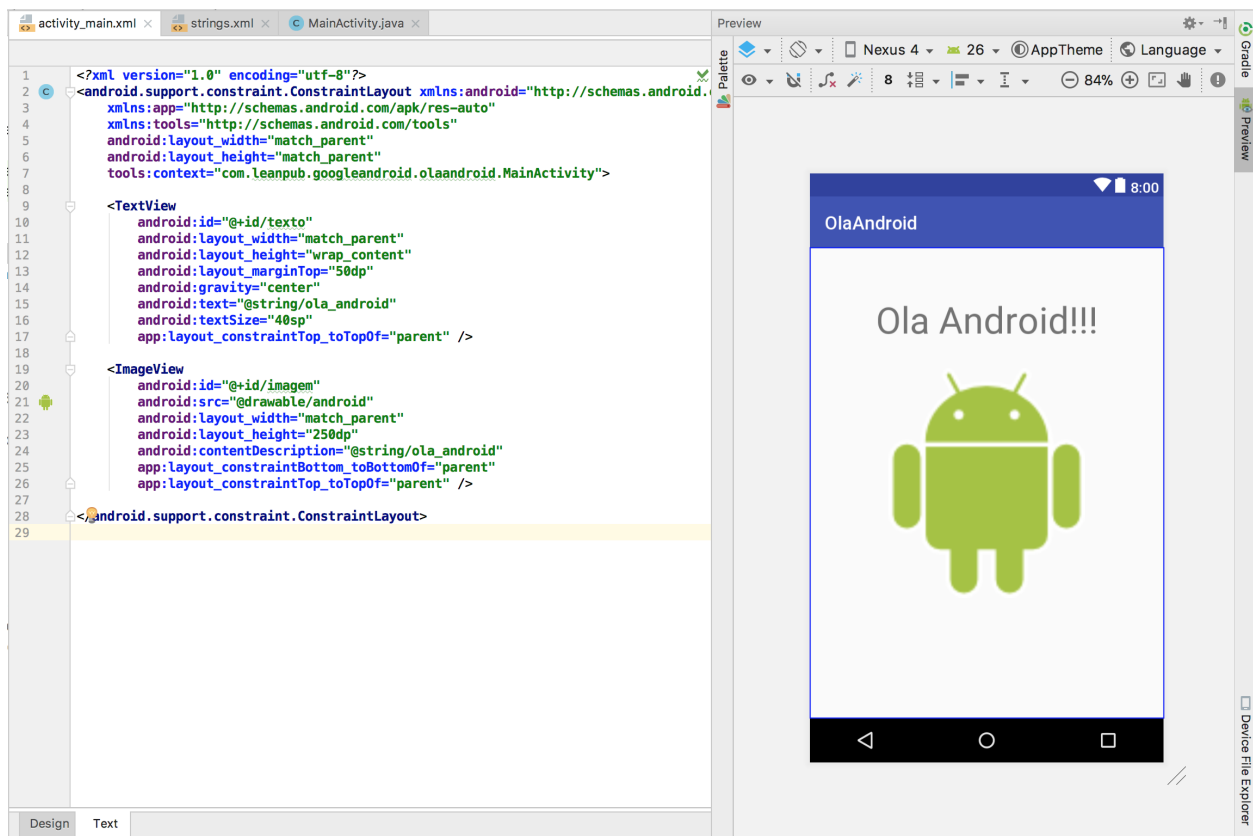 activity_main.xml strings.xml MainActivity.java
1 <?xml version="1.0" encoding="utf-8"?>
2 <android.support.constraint.ConstraintLayout xmlns:android="http://schemas.android.
3 xmlns:app="http://schemas.android.com/apk/res-auto"
4 xmlns:tools="http://schemas.android.com/tools"
5 android:layout_width="match_parent"
6 android:layout_height="match_parent"
7 tools:context="com.leanpub.googleandroid.olaandroid.MainActivity">
8
9 <TextView
10 android:id="@+id/texto"
11 android:layout_width="match_parent"
12 android:layout_height="wrap_content"
13 android:layout_marginTop="50dp"
14 android:gravity="center"
15 android:text="@string/ola_android"
16 android:textSize="40sp"
17 app:layout_constraintTop_toTopOf="parent" />
18
19 <ImageView
20 android:id="@+id/imagem"
21 android:src="@drawable/android"
22 android:layout_width="match_parent"
23 android:layout_height="250dp"
24 android:contentDescription="@string/ola_android"
25 app:layout_constraintBottom_toBottomOf="parent"
26 app:layout_constraintTop_toTopOf="parent" />
27
28 </android.support.constraint.ConstraintLayout>
29
Design Text
Preview
Palette
Nexus 4 26 AppTheme Language
8 84%
8:00
OlaAndroid
Ola Android!!!
Gradle
Preview
Device File Explorer